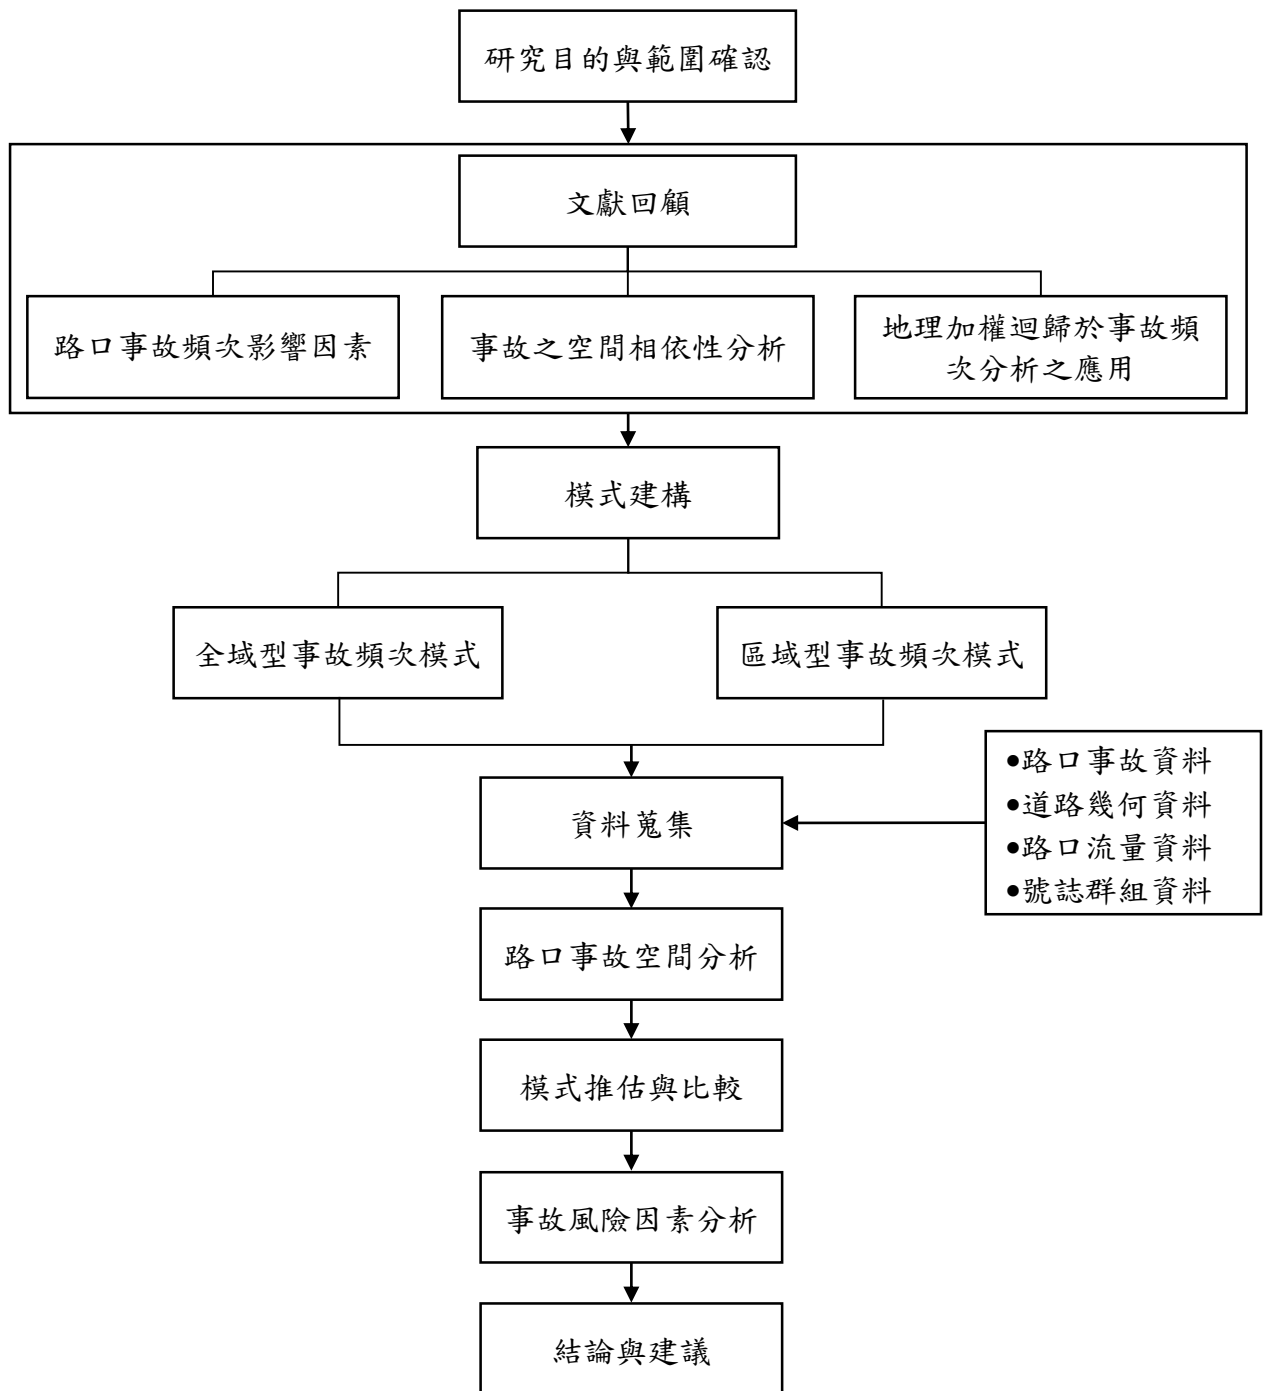 研究目的與範圍確認
文獻回顧
路口事故頻次影響因素
事故之空間相依性分析
地理加權迴歸於事故頻
次分析之應用
模式建構
全域型事故頻次模式
區域型事故頻次模式
•路口事故資料
•道路幾何資料
•路口流量資料
•號誌群組資料
資料蒐集
路口事故空間分析
模式推估與比較
事故風險因素分析
結論與建議